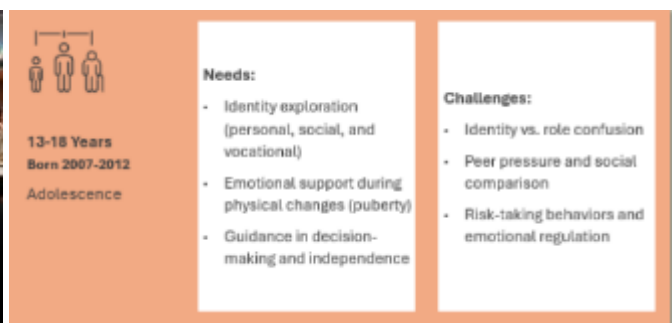 13-18 Years
Born 2007-2012
Adolescence
Needs:
• Identity exploration
(personal, social, and
vocational)
• Emotional support during
physical changes (puberty)
• Guidance in decision-
making and independence
Challenges:
• Identity vs. role confusion
• Peer pressure and social
comparison
• Risk-taking behaviors and
emotional regulation